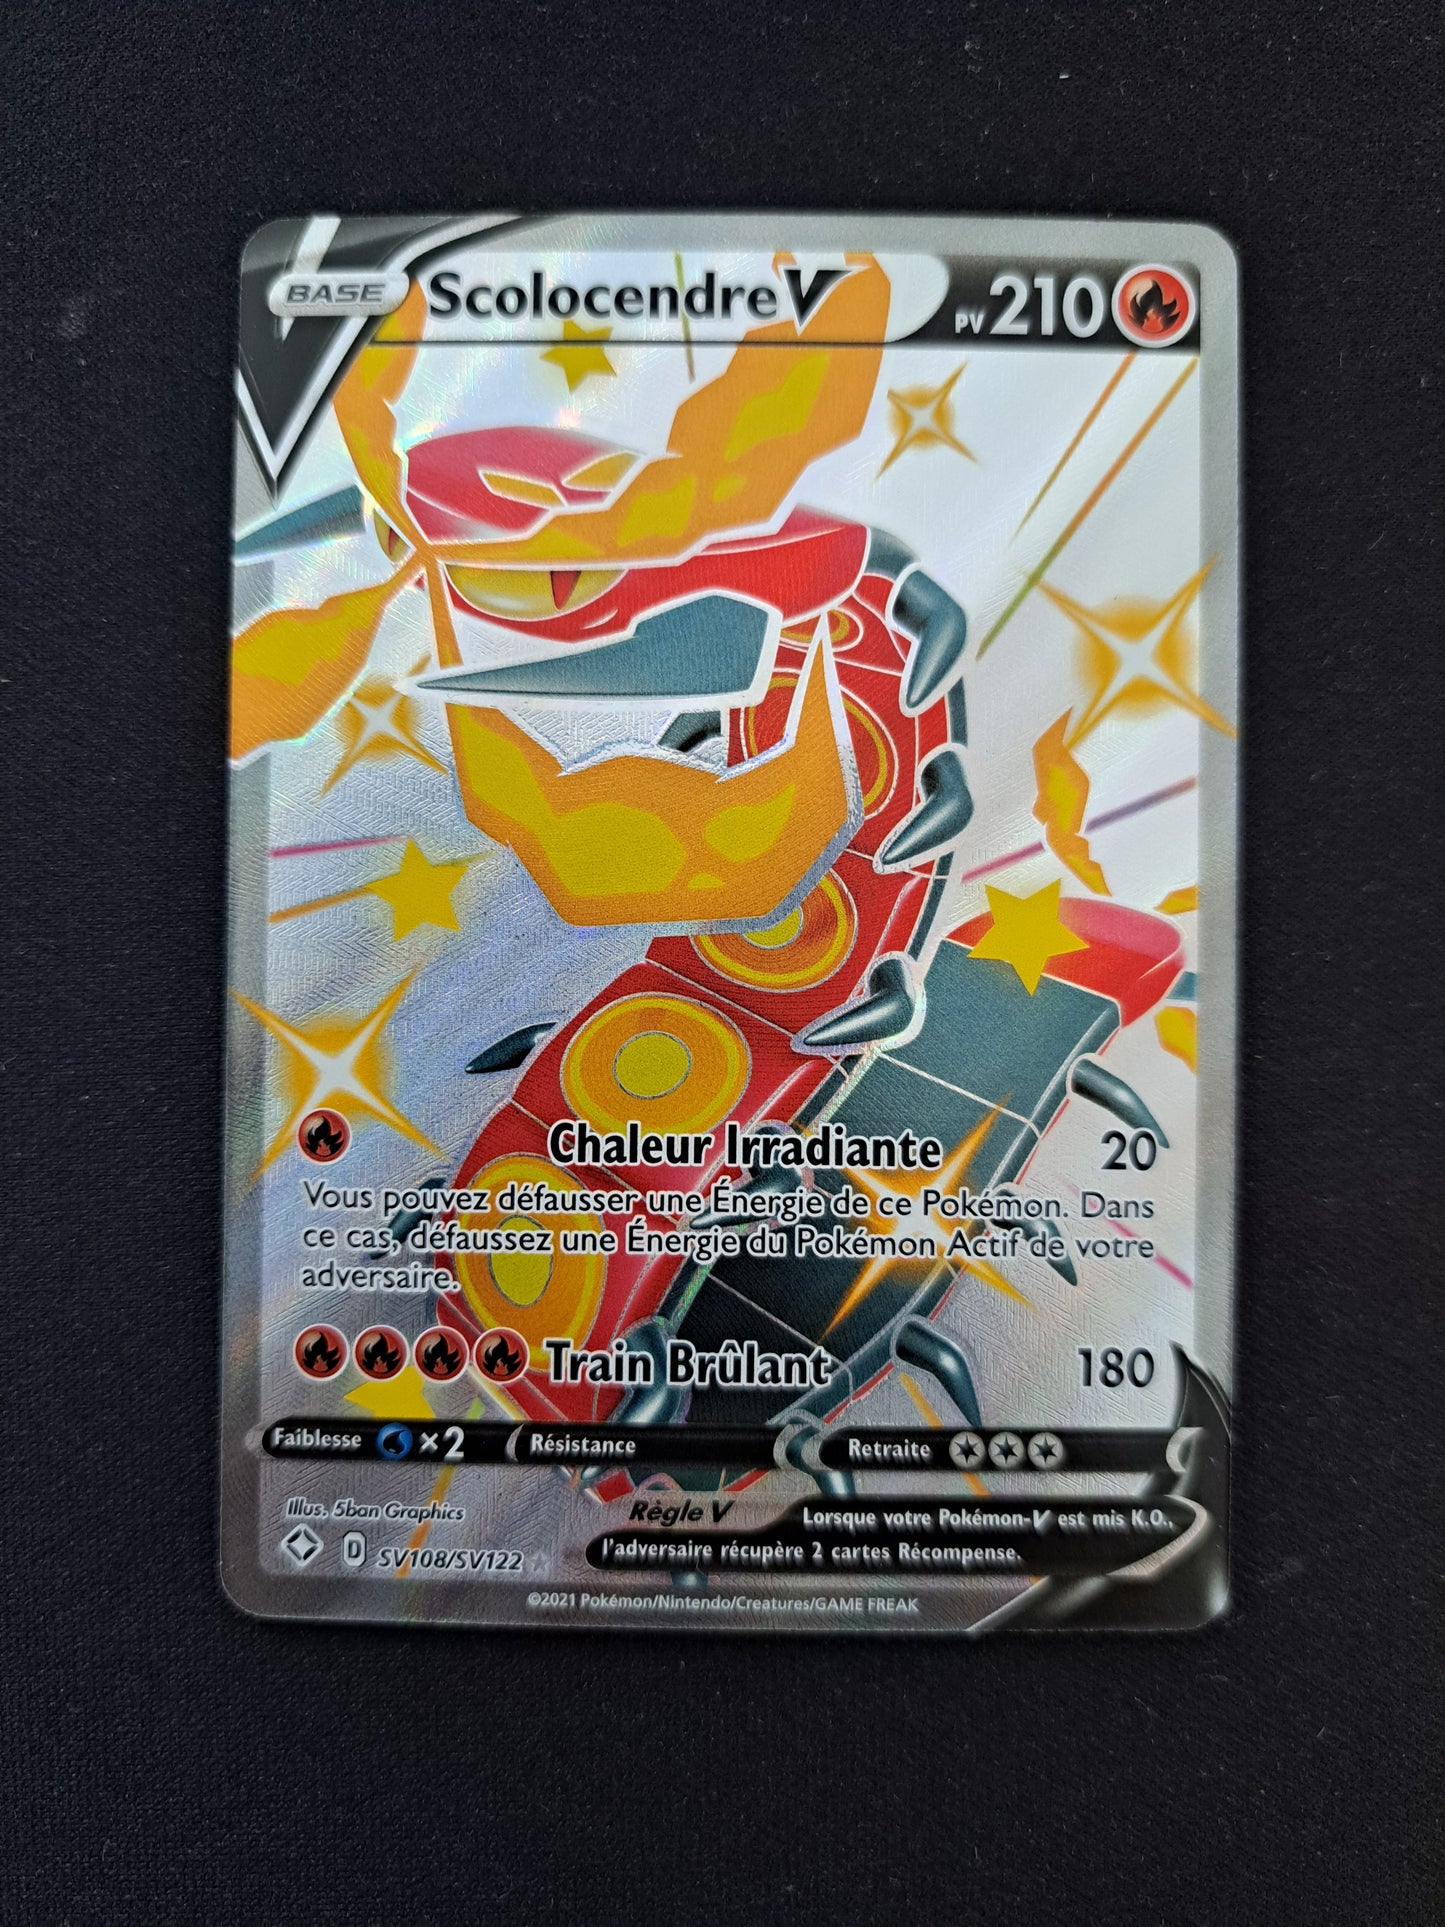 BASE ScolocendreV PV 210
Chaleur Irradiante 20
Vous pouvez défausser une Énergie de ce Pokémon. Dans
ce cas, défaussez une Énergie du Pokémon Actif de votre
adversaire.
Train Brûlant 180
Faiblesse ×2 Résistance Retraite
Illus. 5ban Graphics
Règle V Lorsque votre Pokémon-V est mis K.O.,
l'adversaire récupère 2 cartes Récompense.
D SV108/SV122
©2021 Pokémon/Nintendo/Creatures/GAME FREAK